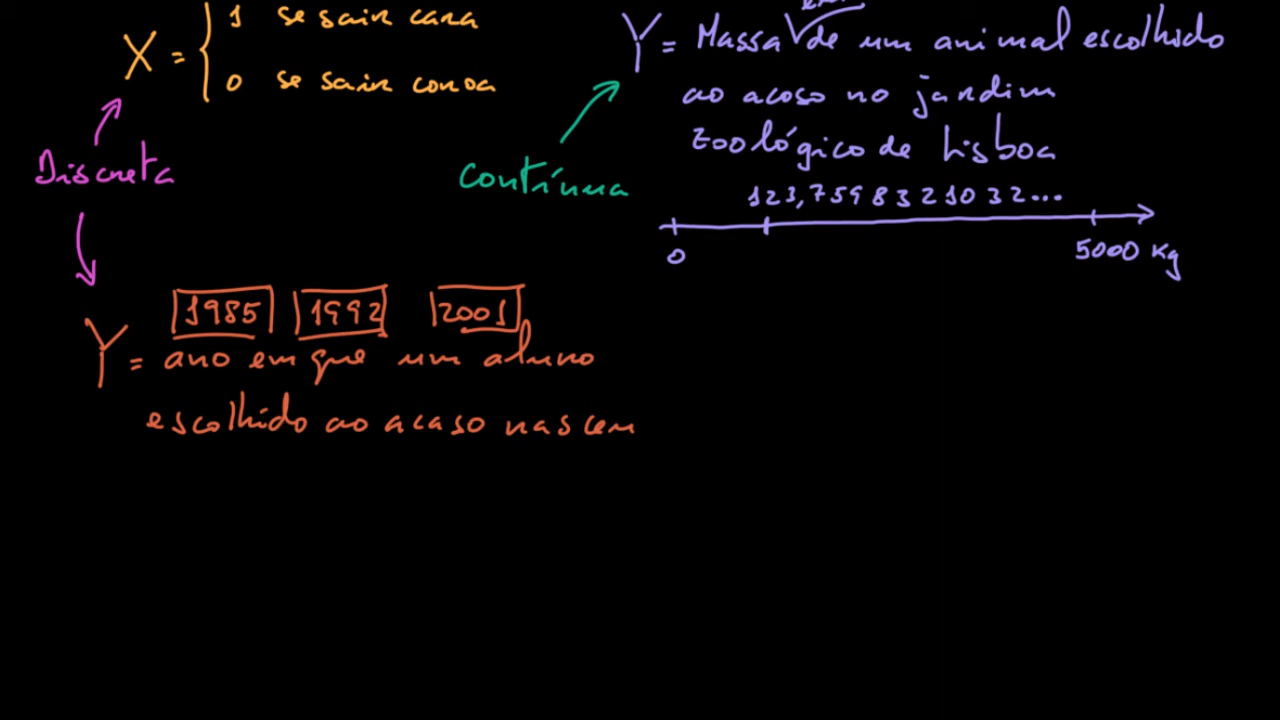 X = { 1 se sair cara
0 se sair coroa
Discreta
Y = Massa de um animal escolhido
ao acaso no jardim
Zoológico de Lisboa
Contínua
123,7598321032...
0 5000 Kg
1985 1992 2001
Y = ano em que um aluno
escolhido ao acaso nasceu